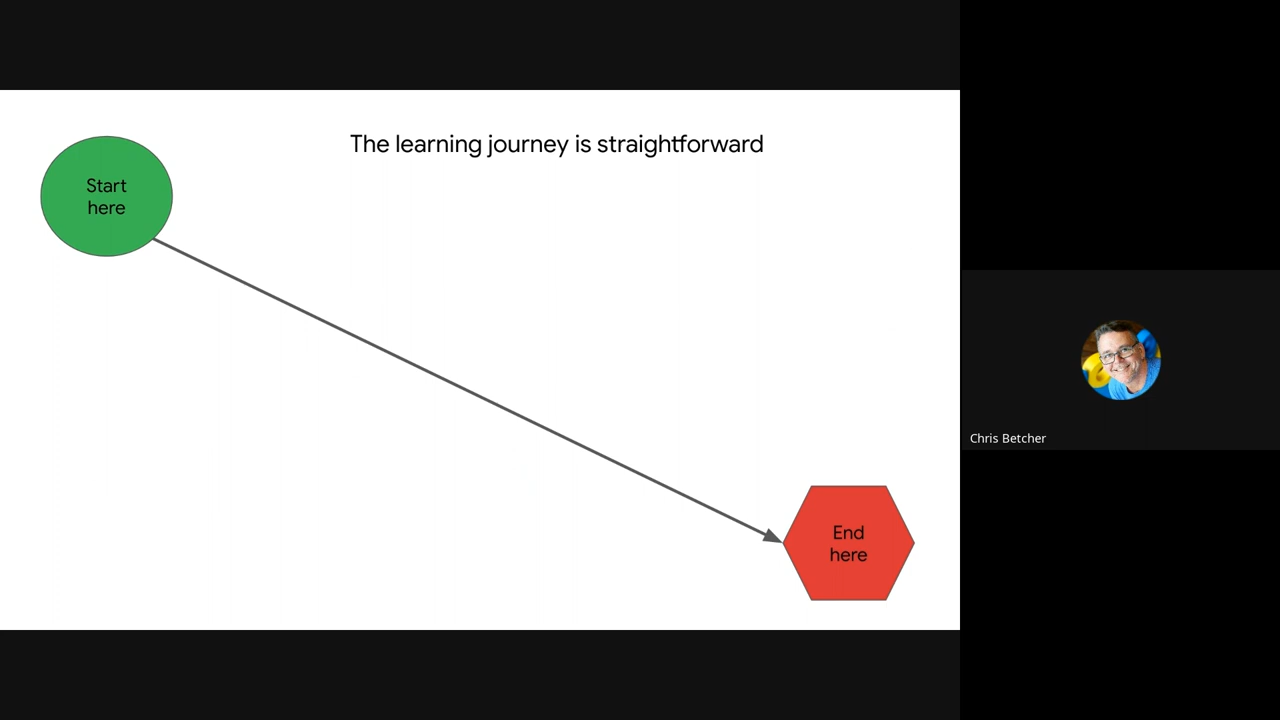 The learning journey is straightforward
Start
here
End
here
Chris Betcher